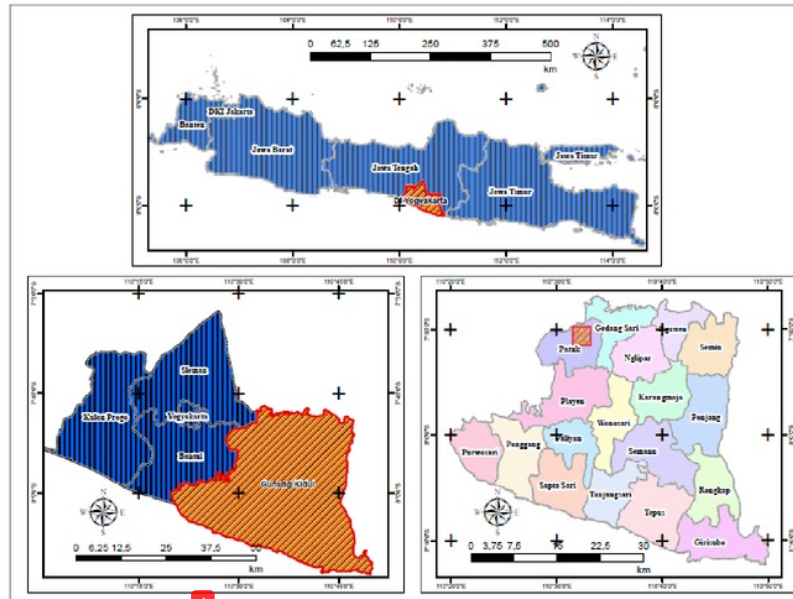 0 62,5 125 250 375 500
km
N
W E
S
DKI Jakarta
Banten
Jawa Barat
Jawa Tengah
Jawa Timur
Jawa Timur
DI Yogyakarta
Sleman
Kulon Progo
Yogyakarta
Bantul
Gunung Kidul
N
W E
S
0 6,25 12,5 25 37,5 50
km
Gedang Sari
Patuk
Nglipar
Semin
Playen
Karangmojo
Wonosari
Ponjong
Paliyan
Panggang
Purwosari
Semanu
Sapto Sari
Tanjungsari
Rongkop
Tepus
Girisubo
N
W E
S
0 3,75 7,5 15 22,5 30
km